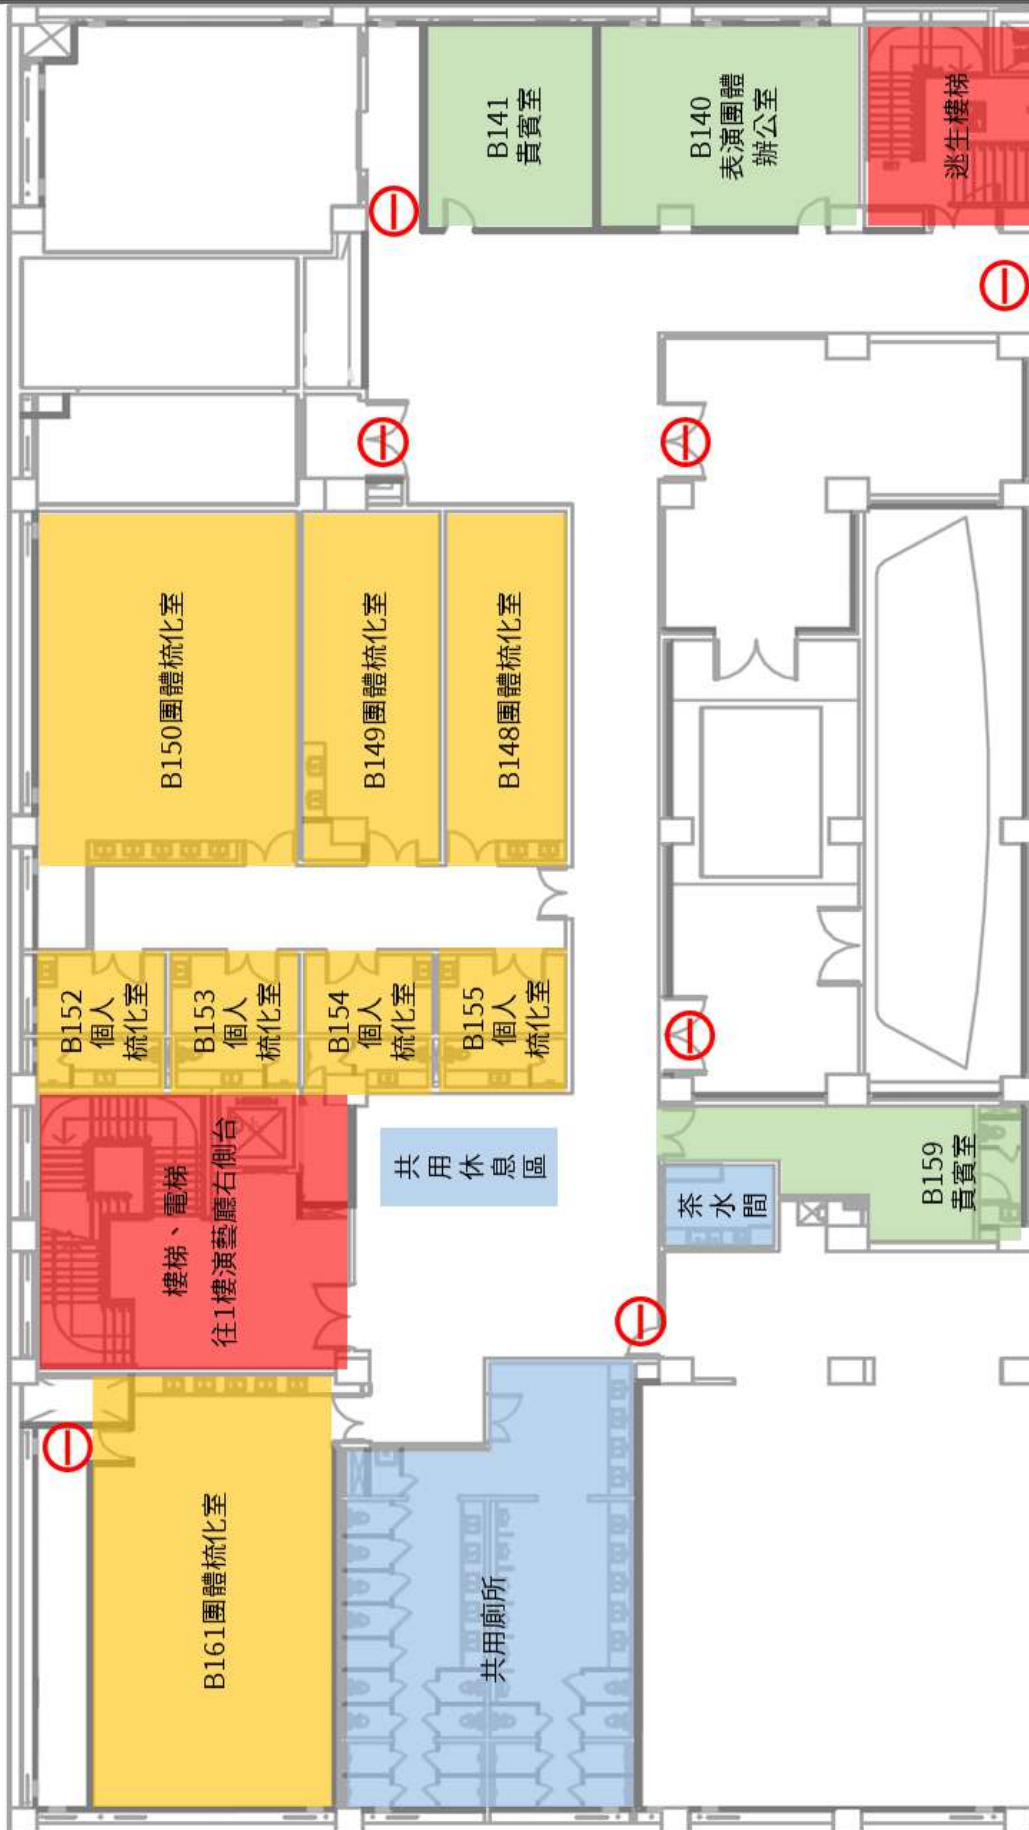 B141
貴賓室
B140
表演團體
辦公室
逃生樓梯
B150團體梳化室
B149團體梳化室
B148團體梳化室
B152
個人
梳化室
B153
個人
梳化室
B154
個人
梳化室
B155
個人
梳化室
樓梯、電梯
往1樓演藝廳右側台
共用
休息區
茶水間
B159
貴賓室
B161團體梳化室
共用廁所